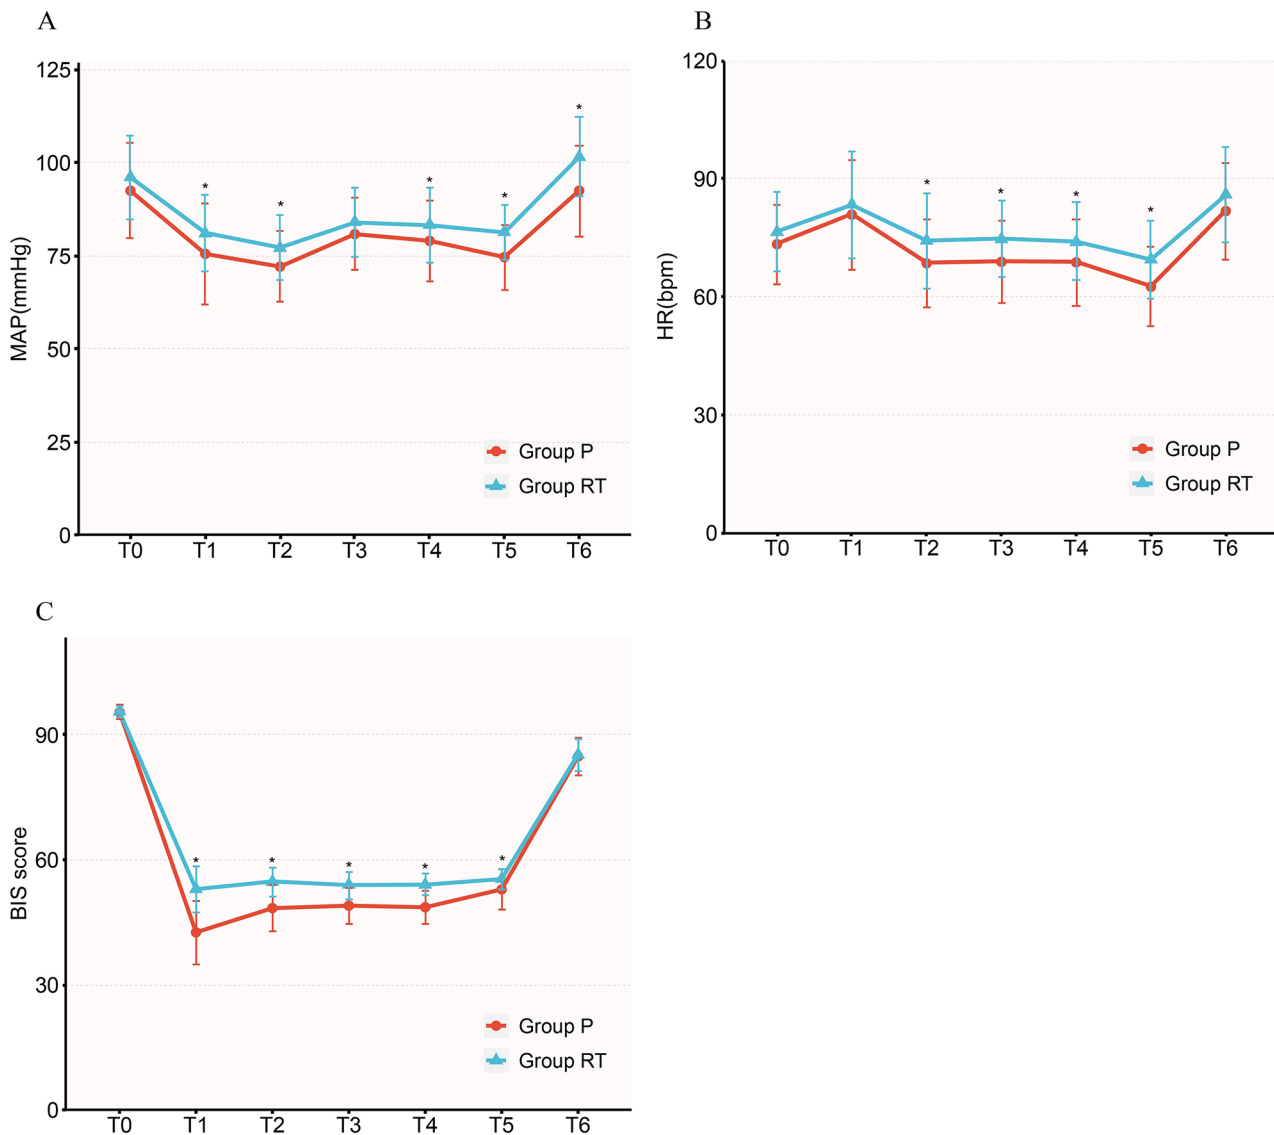 A
MAP(mmHg)
125
100
75
50
25
0
* * * * *
T0 T1 T2 T3 T4 T5 T6
Group P
Group RT
B
HR(bpm)
120
90
60
30
0
* * * *
T0 T1 T2 T3 T4 T5 T6
Group P
Group RT
C
BIS score
90
60
30
0
* * * * *
T0 T1 T2 T3 T4 T5 T6
Group P
Group RT